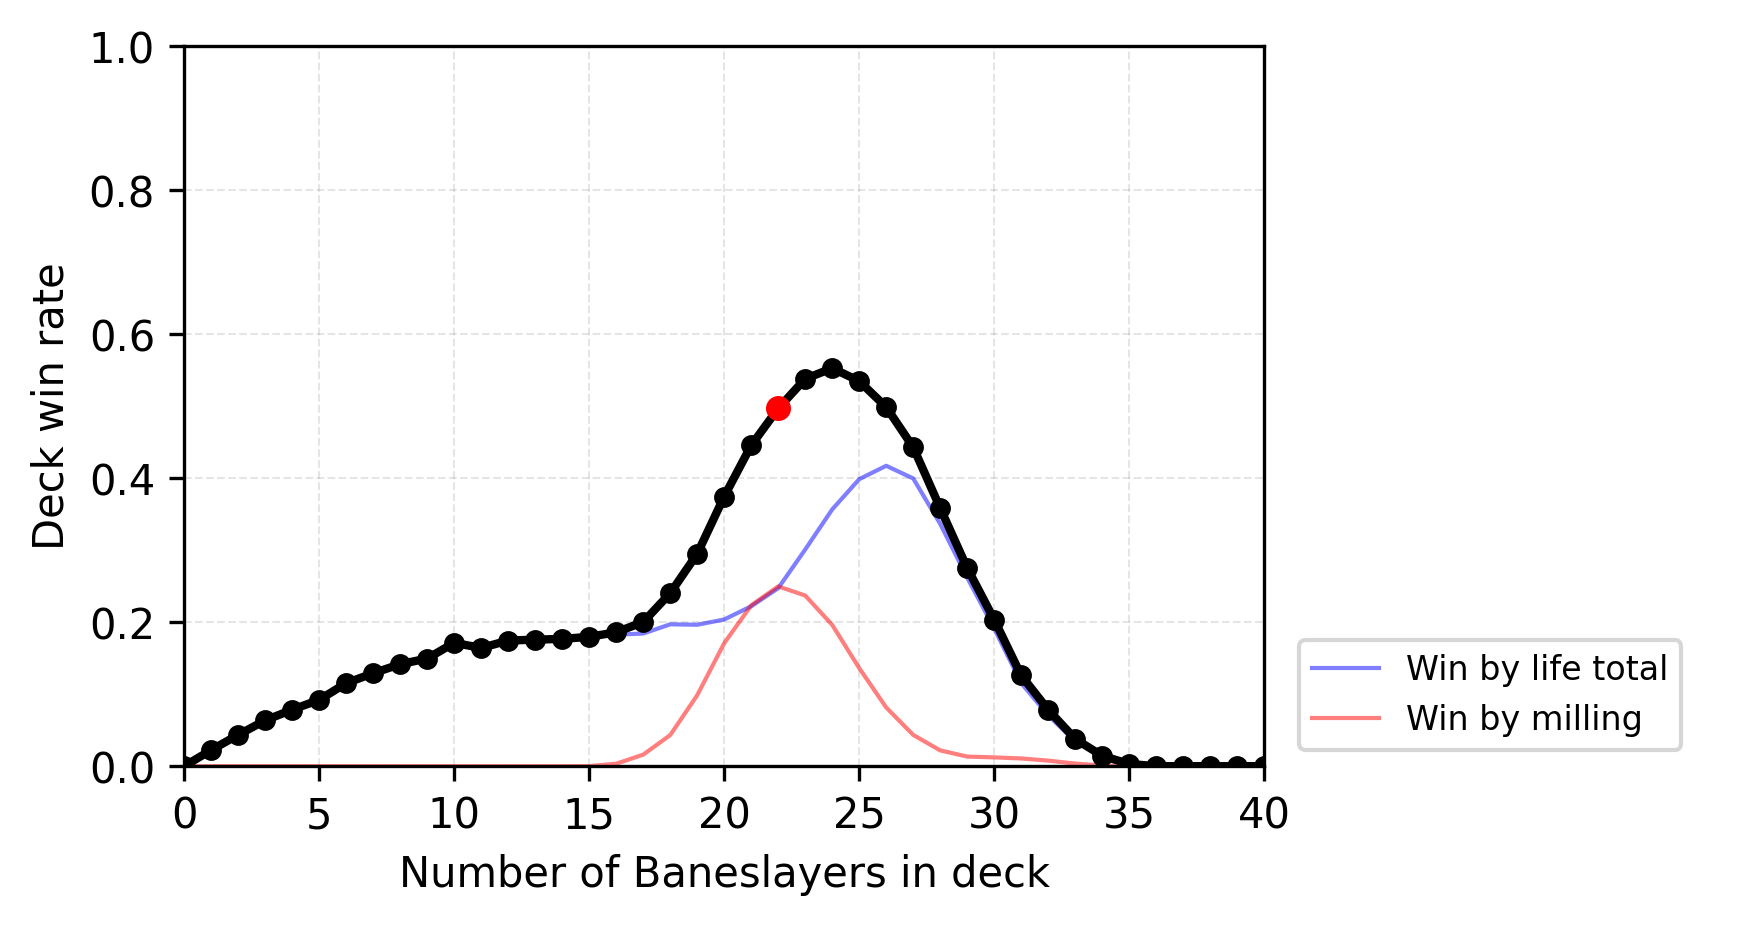 Deck win rate
1.0
0.8
0.6
0.4
0.2
0.0
0 5 10 15 20 25 30 35 40
Number of Baneslayers in deck
Win by life total
Win by milling